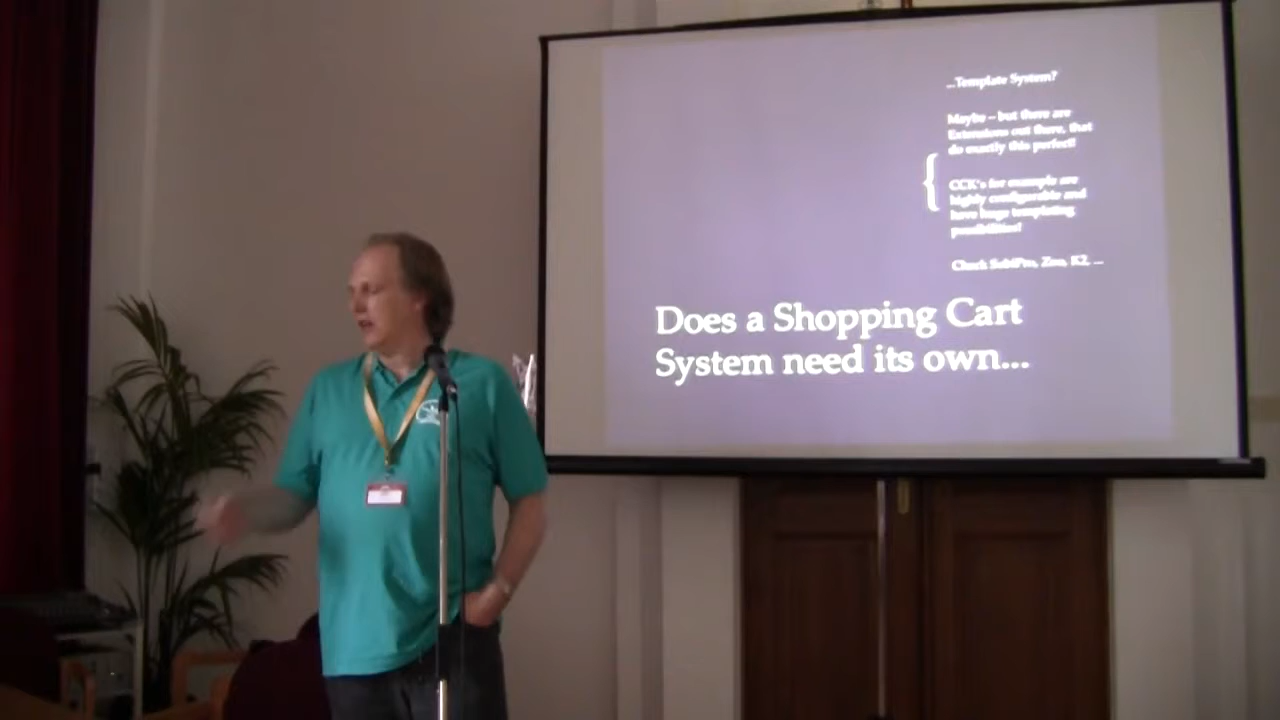 ...Template System?
Maybe – but there are
Extensions out there, that
do exactly this perfect!
{
CCK's for example are
highly configurable and
have huge templating
possibilities!
Check SobiPro, Zoo, K2, ...
Does a Shopping Cart
System need its own...